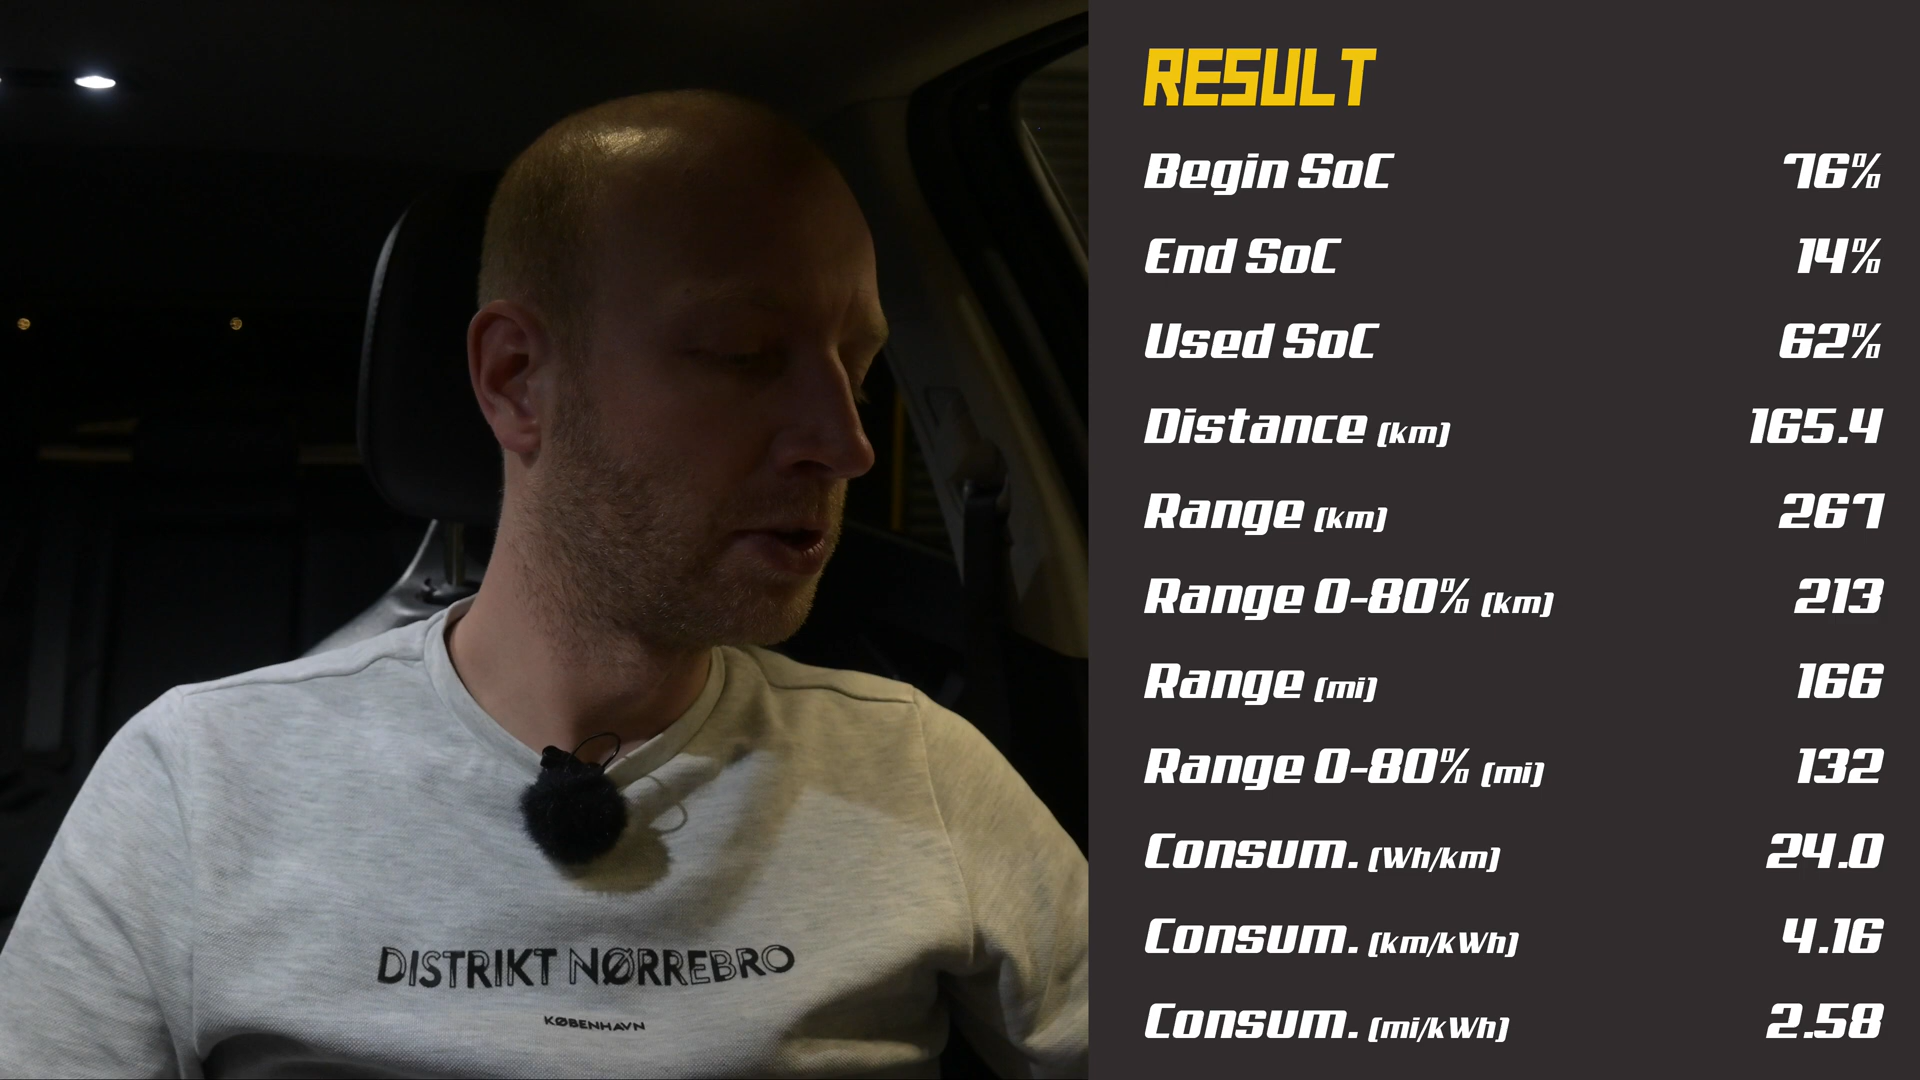 RESULT
Begin SoC 76%
End SoC 14%
Used SoC 62%
Distance (km) 165.4
Range (km) 267
Range 0-80% (km) 213
Range (mi) 166
Range 0-80% (mi) 132
Consum. (Wh/km) 24.0
Consum. (km/kWh) 4.16
Consum. (mi/kWh) 2.58
DISTRIKT NØRREBRO
KØBENHAVN